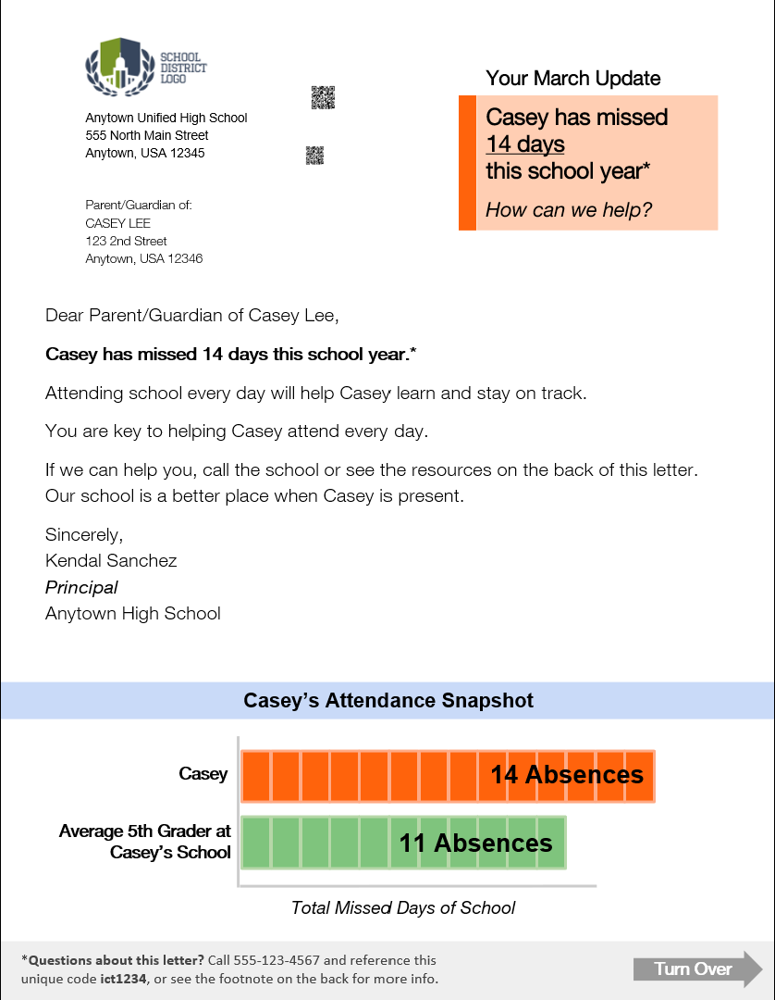 SCHOOL
DISTRICT
LOGO
Anytown Unified High School
555 North Main Street
Anytown, USA 12345
Parent/Guardian of:
CASEY LEE
123 2nd Street
Anytown, USA 12346
Your March Update
Casey has missed
14 days
this school year*
How can we help?
Dear Parent/Guardian of Casey Lee,
Casey has missed 14 days this school year.*
Attending school every day will help Casey learn and stay on track.
You are key to helping Casey attend every day.
If we can help you, call the school or see the resources on the back of this letter.
Our school is a better place when Casey is present.
Sincerely,
Kendal Sanchez
Principal
Anytown High School
Casey's Attendance Snapshot
Casey
14 Absences
Average 5th Grader at
Casey's School
11 Absences
Total Missed Days of School
*Questions about this letter? Call 555-123-4567 and reference this
unique code ict1234, or see the footnote on the back for more info.
Turn Over